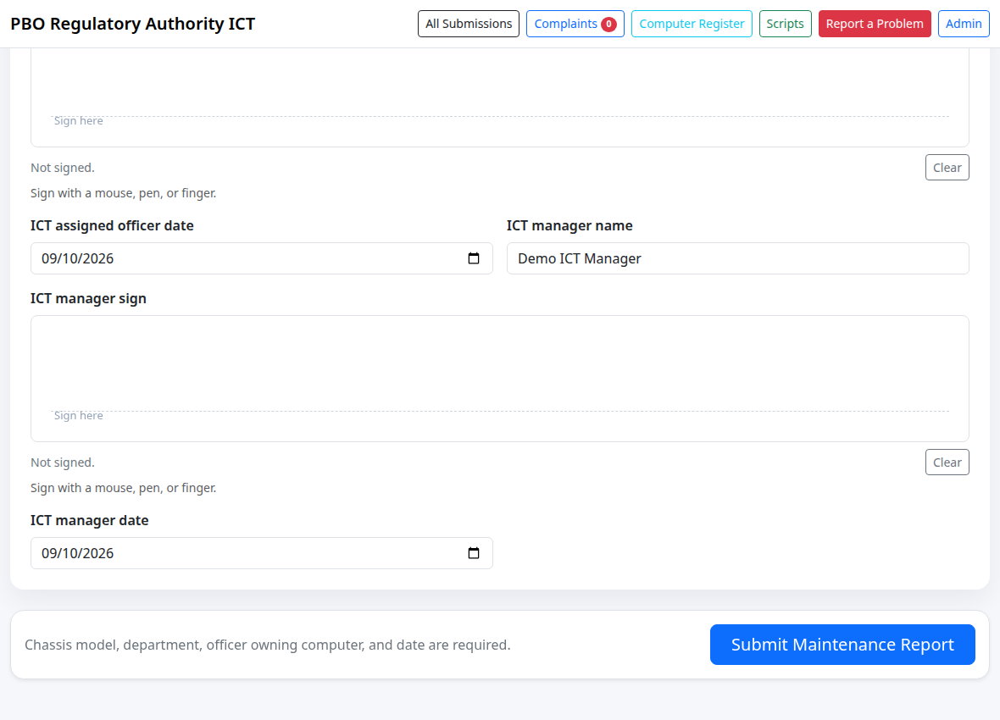 PBO Regulatory Authority ICT
All Submissions
Complaints 0
Computer Register
Scripts
Report a Problem
Admin
Sign here
Not signed.
Clear
Sign with a mouse, pen, or finger.
ICT assigned officer date
ICT manager name
09/10/2026
Demo ICT Manager
ICT manager sign
Sign here
Not signed.
Clear
Sign with a mouse, pen, or finger.
ICT manager date
09/10/2026
Chassis model, department, officer owning computer, and date are required.
Submit Maintenance Report